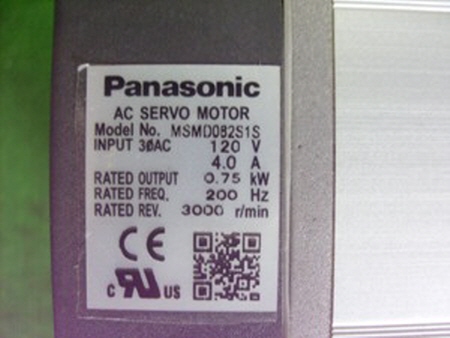 Panasonic
AC SERVO MOTOR
Model No. MSMD082S1S
INPUT 3øAC 120 V
4.0 A
RATED OUTPUT 0.75 kW
RATED FREQ. 200 Hz
RATED REV. 3000 r/min
CE
c RU US